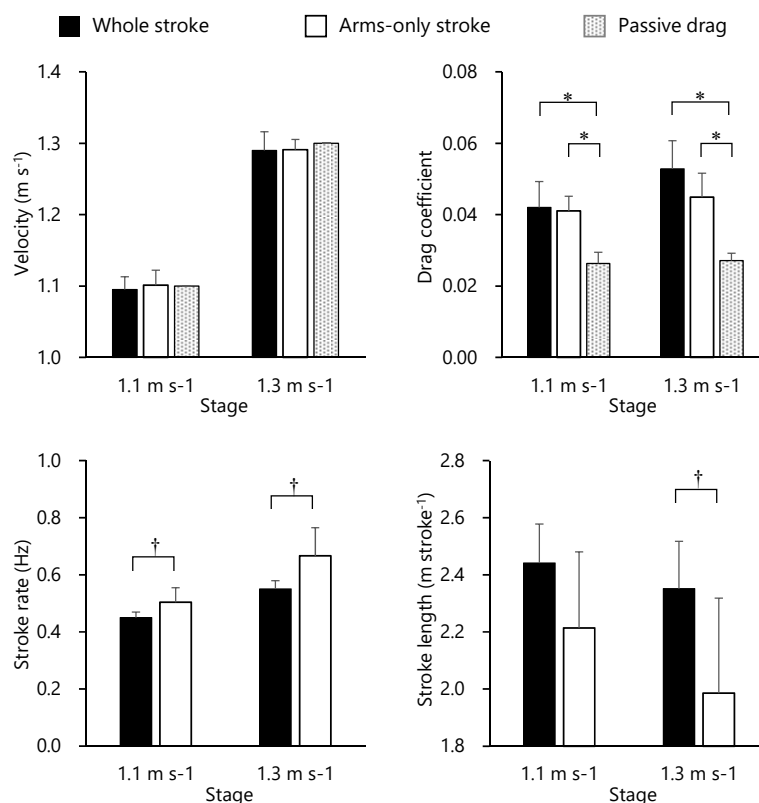 Whole stroke Arms-only stroke Passive drag
Velocity (m s⁻¹)
1.4
1.3
1.2
1.1
1.0
1.1 m s-1 1.3 m s-1
Stage
Drag coefficient
0.08
0.06
0.04
0.02
0.00
*
*
*
*
1.1 m s-1 1.3 m s-1
Stage
Stroke rate (Hz)
1.0
0.8
0.6
0.4
0.2
0.0
†
†
1.1 m s-1 1.3 m s-1
Stage
Stroke length (m stroke⁻¹)
2.8
2.6
2.4
2.2
2.0
1.8
†
1.1 m s-1 1.3 m s-1
Stage